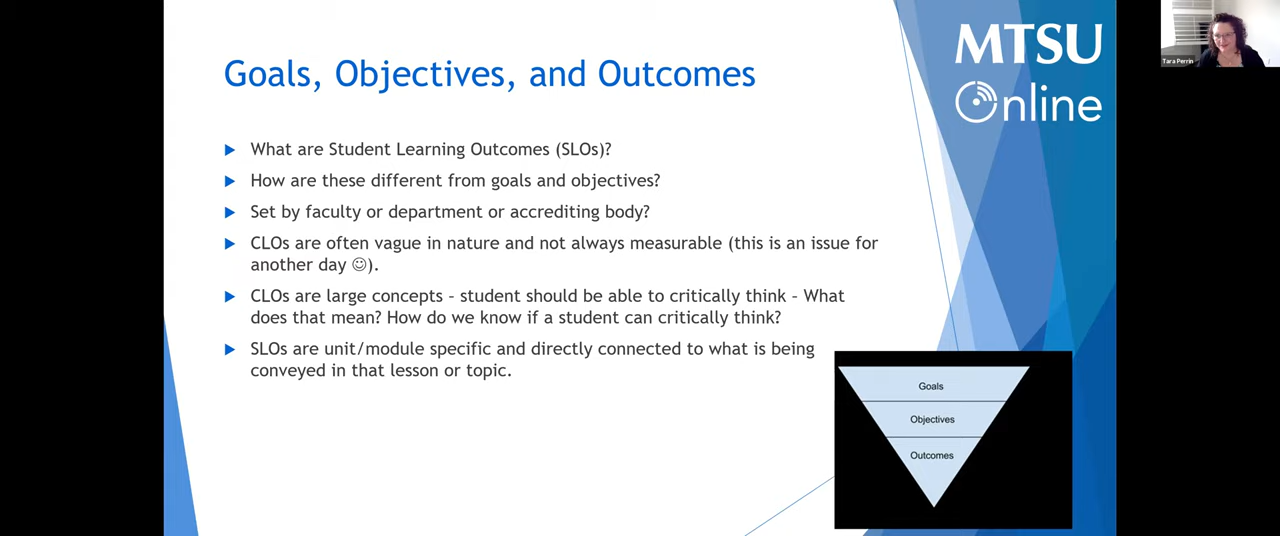 Goals, Objectives, and Outcomes
MTSU
Online
Tara Perrin
What are Student Learning Outcomes (SLOs)?
How are these different from goals and objectives?
Set by faculty or department or accrediting body?
CLOs are often vague in nature and not always measurable (this is an issue for
another day ☺).
CLOs are large concepts – student should be able to critically think – What
does that mean? How do we know if a student can critically think?
SLOs are unit/module specific and directly connected to what is being
conveyed in that lesson or topic.
Goals
Objectives
Outcomes